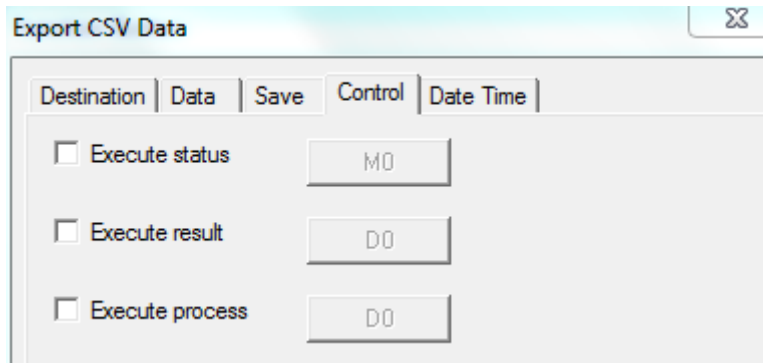 Export CSV Data
Destination Data Save Control Date Time
Execute status M0
Execute result D0
Execute process D0